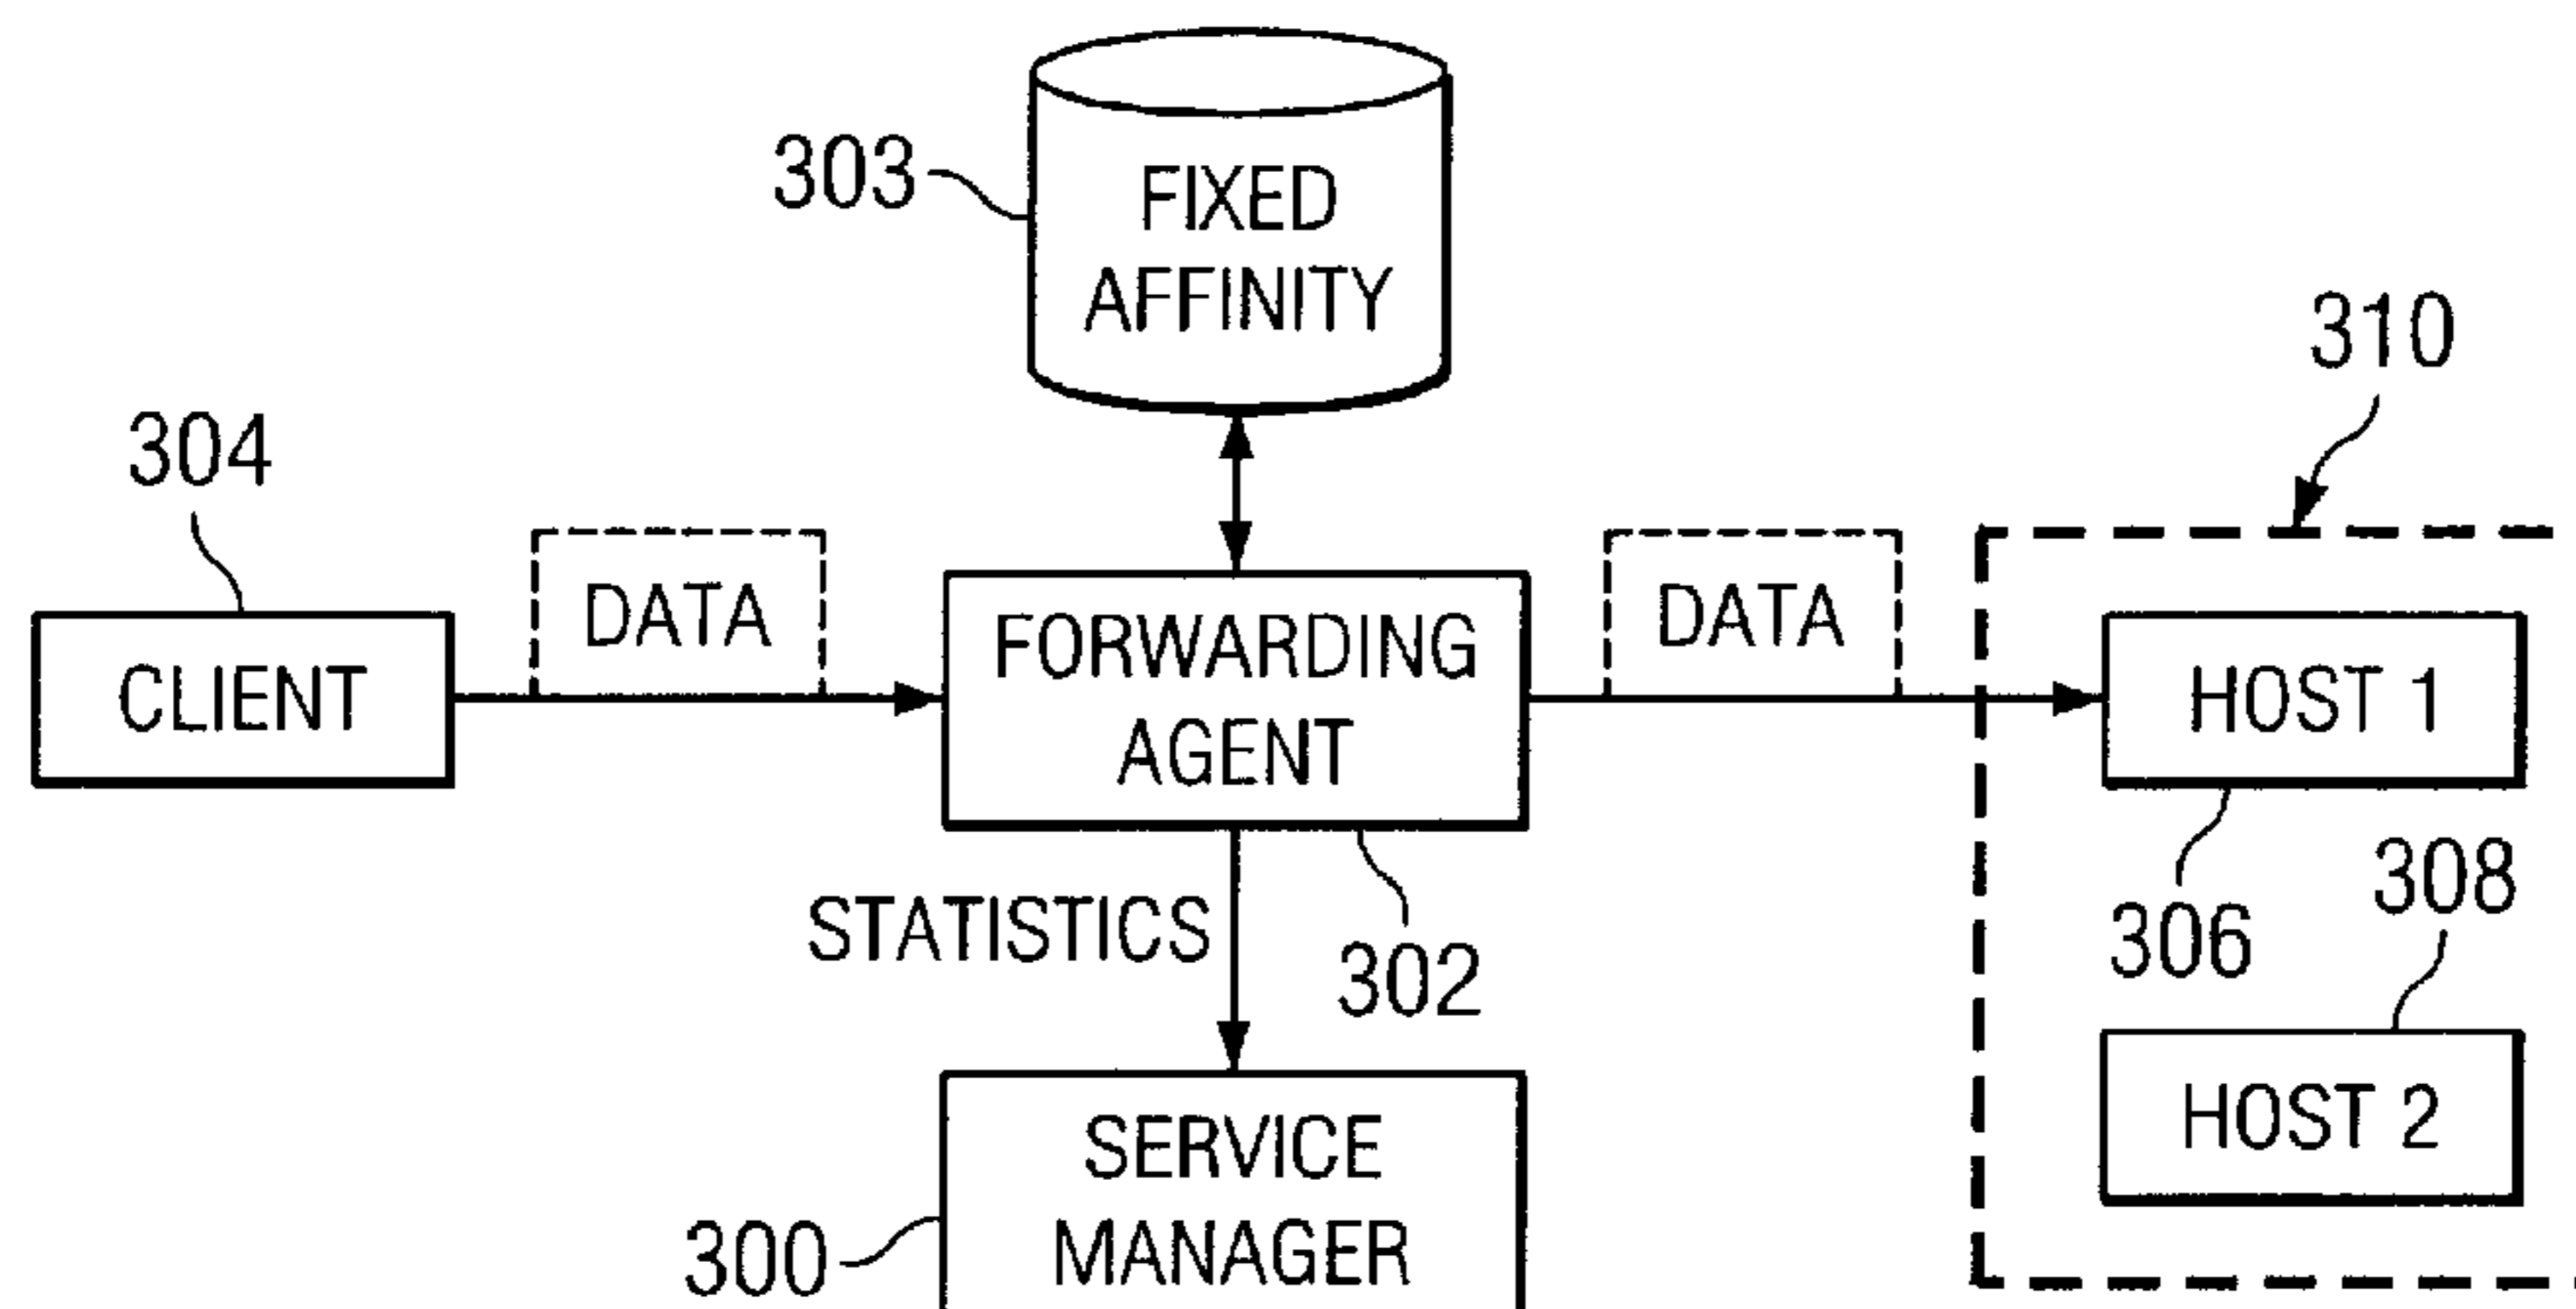 303
FIXED
AFFINITY
310
304
DATA
DATA
CLIENT
FORWARDING
AGENT
HOST 1
STATISTICS
302
306
308
HOST 2
SERVICE
MANAGER
300